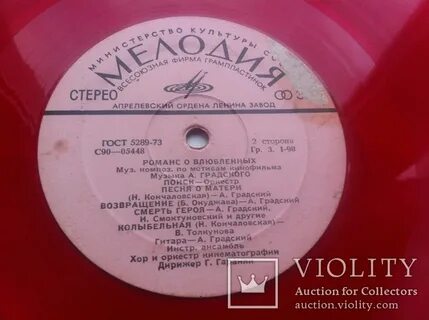 МИНИСТЕРСТВО КУЛЬТУРЫ
МЕЛОДИЯ
ВСЕСОЮЗНАЯ ФИРМА ГРАМПЛАСТИНОК
СТЕРЕО
АПРЕЛЕВСКИЙ ОРДЕНА ЛЕНИНА ЗАВОД
ГОСТ 5289-73
2 сторона
С90—05448
Гр. 3. 1-90
РОМАНС О ВЛЮБЛЕННЫХ
Муз. композ. по мотивам кинофильма
Музыка А. ГРАДСКОГО
ПОИСК—Оркестр
ПЕСНЯ О МАТЕРИ
(Н. Кончаловская)—А. Градский
ВОЗВРАЩЕНИЕ (Б. Окуджава)—А. Градский
СМЕРТЬ ГЕРОЯ—А. Градский,
И. Смоктуновский и другие
КОЛЫБЕЛЬНАЯ (Н. Кончаловская)—
В. Толкунова
Гитара—А. Градский
Инстр. ансамбль
Хор и оркестр кинематографии
Дирижер Г.
VIOLITY
Auction for Collectors
auction.violity.com